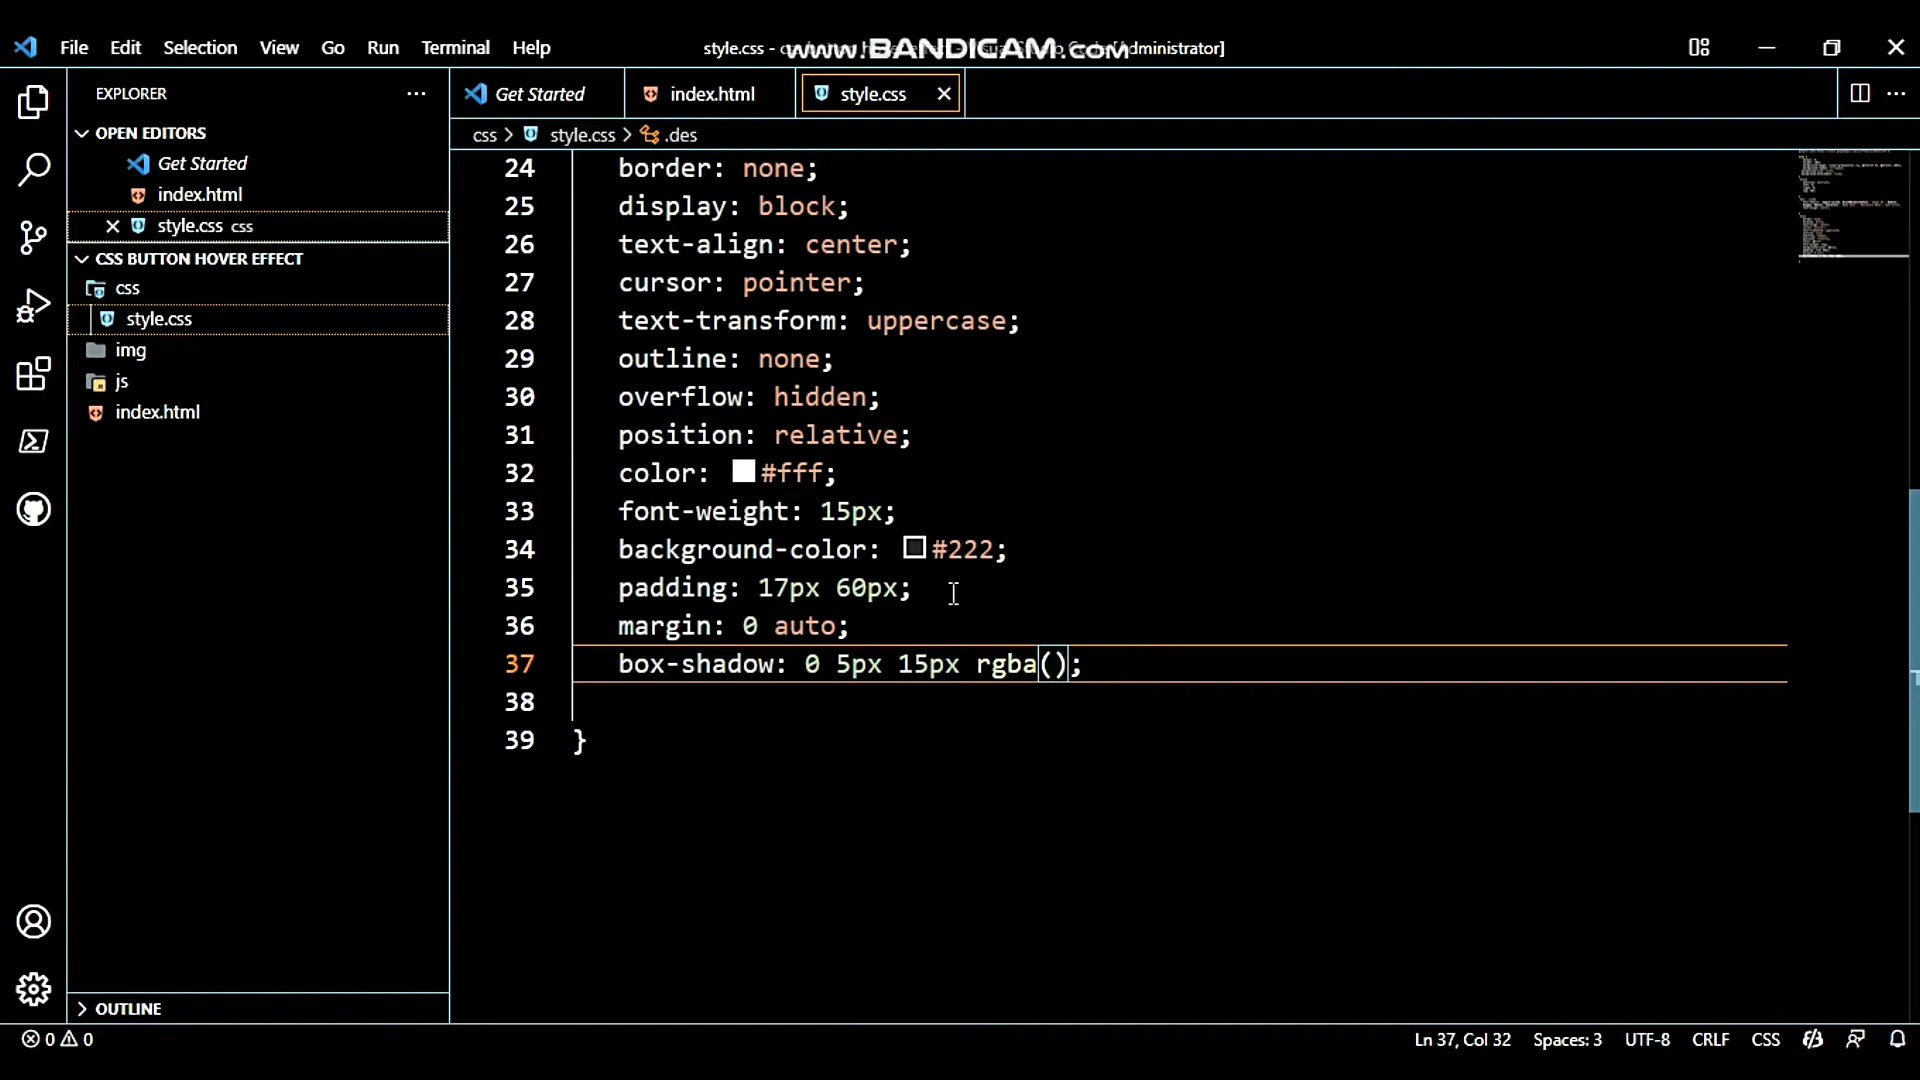 File Edit Selection View Go Run Terminal Help
style.css - [Administrator]
www.BANDICAM.com
EXPLORER
OPEN EDITORS
Get Started
index.html
style.css css
CSS BUTTON HOVER EFFECT
css
style.css
img
js
index.html
OUTLINE
Get Started index.html style.css
css > style.css > .des
24 border: none;
25 display: block;
26 text-align: center;
27 cursor: pointer;
28 text-transform: uppercase;
29 outline: none;
30 overflow: hidden;
31 position: relative;
32 color: #fff;
33 font-weight: 15px;
34 background-color: #222;
35 padding: 17px 60px;
36 margin: 0 auto;
37 box-shadow: 0 5px 15px rgba();
38
39 }
0 0 Ln 37, Col 32 Spaces: 3 UTF-8 CRLF CSS